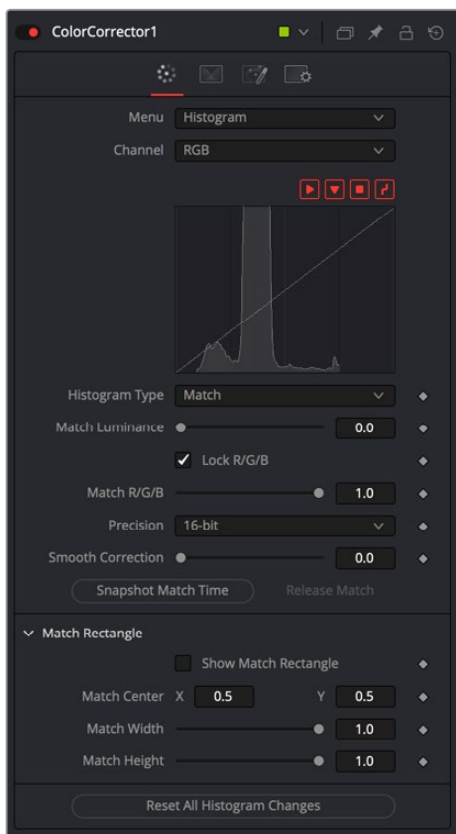 ColorCorrector1
Menu Histogram
Channel RGB
Histogram Type Match
Match Luminance 0.0
Lock R/G/B
Match R/G/B 1.0
Precision 16-bit
Smooth Correction 0.0
Snapshot Match Time Release Match
Match Rectangle
Show Match Rectangle
Match Center X 0.5 Y 0.5
Match Width 1.0
Match Height 1.0
Reset All Histogram Changes